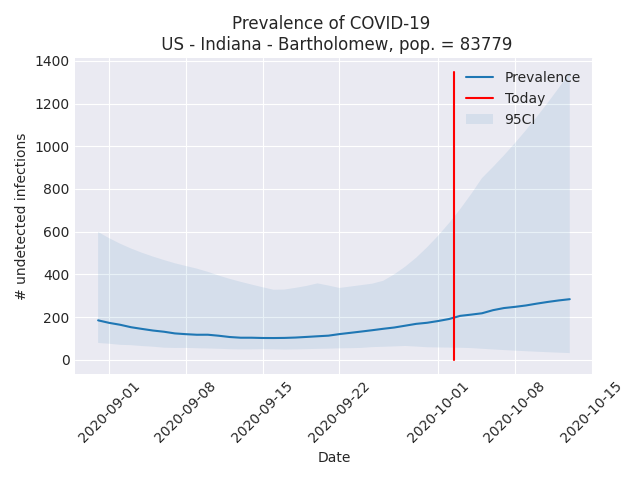 Prevalence of COVID-19
US - Indiana - Bartholomew, pop. = 83779
1400
1200
1000
800
600
400
200
0
# undetected infections
Prevalence
Today
95CI
2020-09-01
2020-09-08
2020-09-15
2020-09-22
2020-10-01
2020-10-08
2020-10-15
Date